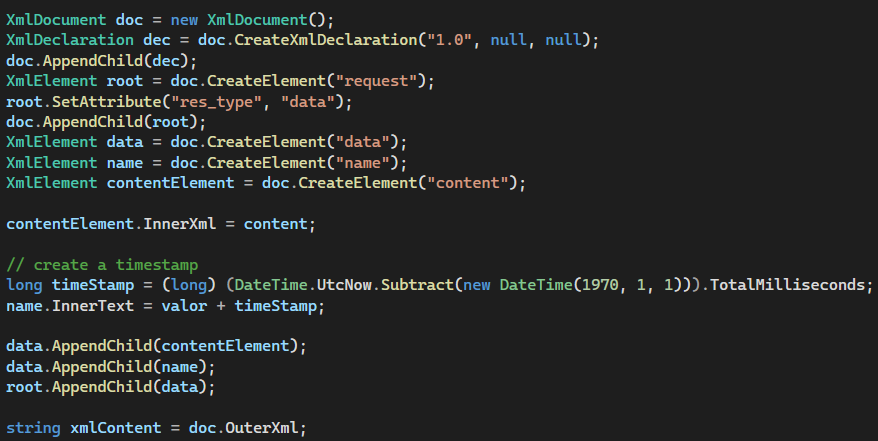 XmlDocument doc = new XmlDocument();
XmlDeclaration dec = doc.CreateXmlDeclaration("1.0", null, null);
doc.AppendChild(dec);
XmlElement root = doc.CreateElement("request");
root.SetAttribute("res_type", "data");
doc.AppendChild(root);
XmlElement data = doc.CreateElement("data");
XmlElement name = doc.CreateElement("name");
XmlElement contentElement = doc.CreateElement("content");
contentElement.InnerXml = content;
// create a timestamp
long timeStamp = (long) (DateTime.UtcNow.Subtract(new DateTime(1970, 1, 1))).TotalMilliseconds;
name.InnerText = valor + timeStamp;
data.AppendChild(contentElement);
data.AppendChild(name);
root.AppendChild(data);
string xmlContent = doc.OuterXml;